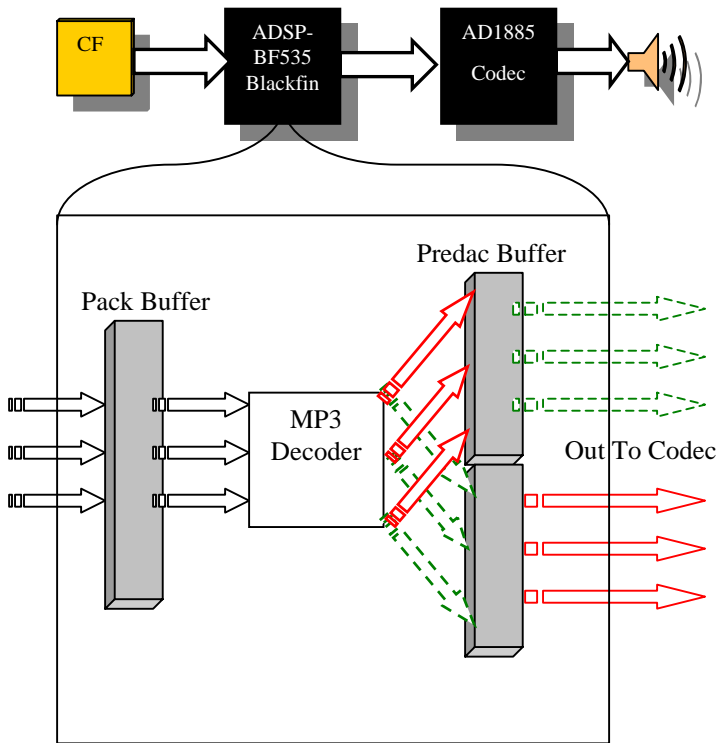 CF
ADSP-
BF535
Blackfin
AD1885
Codec
Predac Buffer
Pack Buffer
MP3
Decoder
Out To Codec